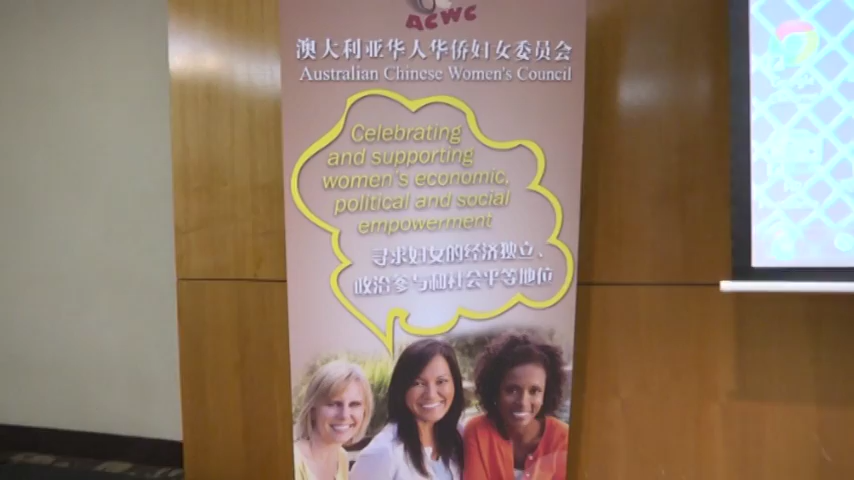 ACWC
澳大利亚华人华侨妇女委员会
Australian Chinese Women's Council
Celebrating
and supporting
women's economic,
political and social
empowerment
寻求妇女的经济独立、
政治参与和社会平等地位